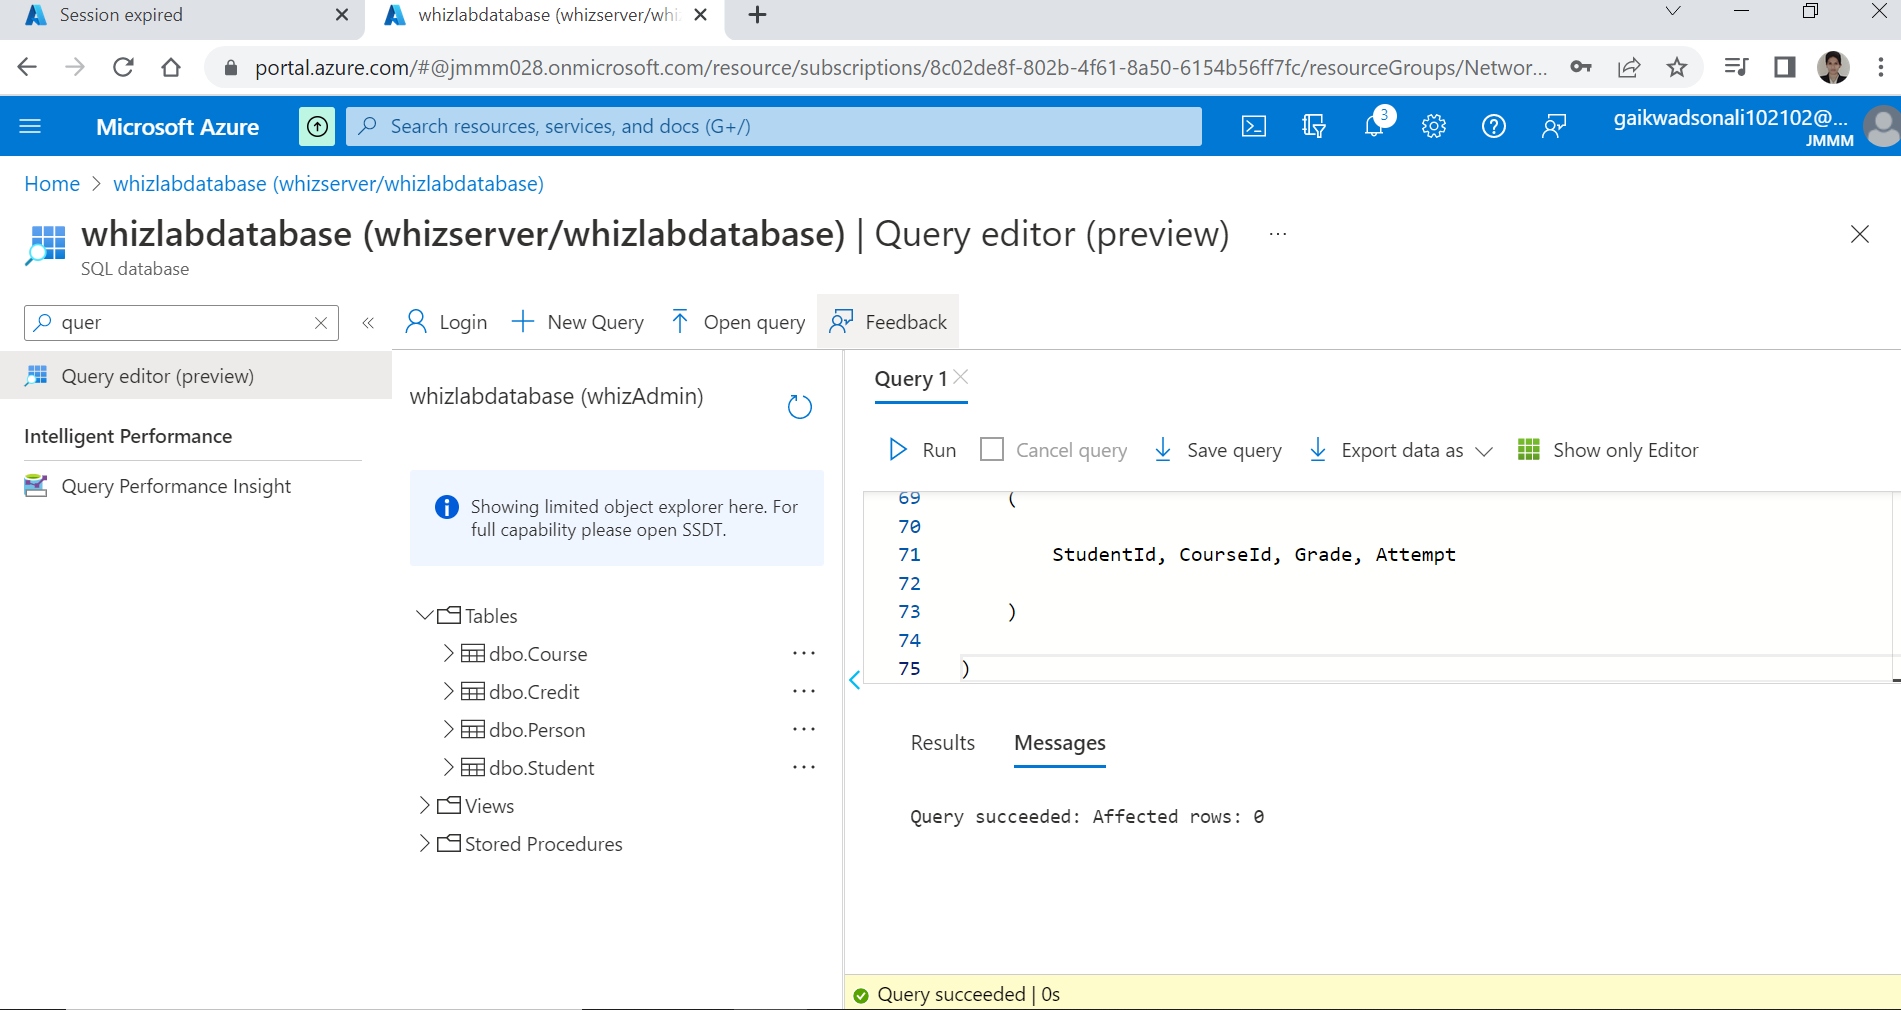 Session expired
whizlabdatabase (whizserver/whi
portal.azure.com/#@jmmm028.onmicrosoft.com/resource/subscriptions/8c02de8f-802b-4f61-8a50-6154b56ff7fc/resourceGroups/Networ...
Microsoft Azure
Search resources, services, and docs (G+/)
3
gaikwadsonali102102@...
JMMM
Home > whizlabdatabase (whizserver/whizlabdatabase)
whizlabdatabase (whizserver/whizlabdatabase) | Query editor (preview) ...
SQL database
quer
Login
New Query
Open query
Feedback
Query editor (preview)
Intelligent Performance
Query Performance Insight
whizlabdatabase (whizAdmin)
Showing limited object explorer here. For
full capability please open SSDT.
Tables
dbo.Course ...
dbo.Credit ...
dbo.Person ...
dbo.Student ...
Views
Stored Procedures
Query 1
Run
Cancel query
Save query
Export data as
Show only Editor
69 (
70
71 StudentId, CourseId, Grade, Attempt
72
73 )
74
75 )
Results
Messages
Query succeeded: Affected rows: 0
Query succeeded | 0s